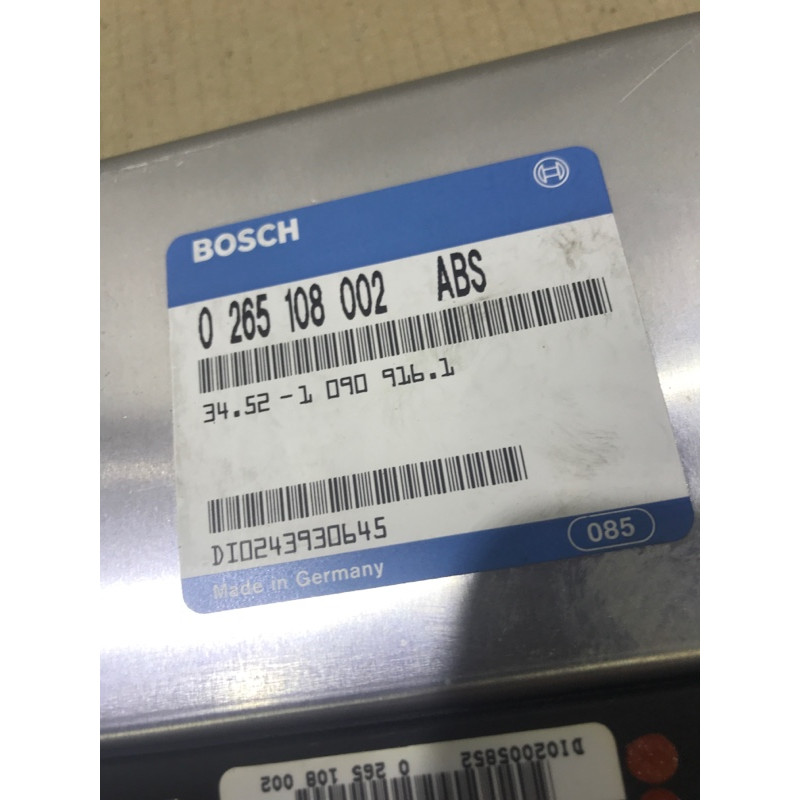 BOSCH
0 265 108 002 ABS
34.52-1 090 916.1
DI0243930645
085
Made in Germany
DI02005852 0 265 108 002